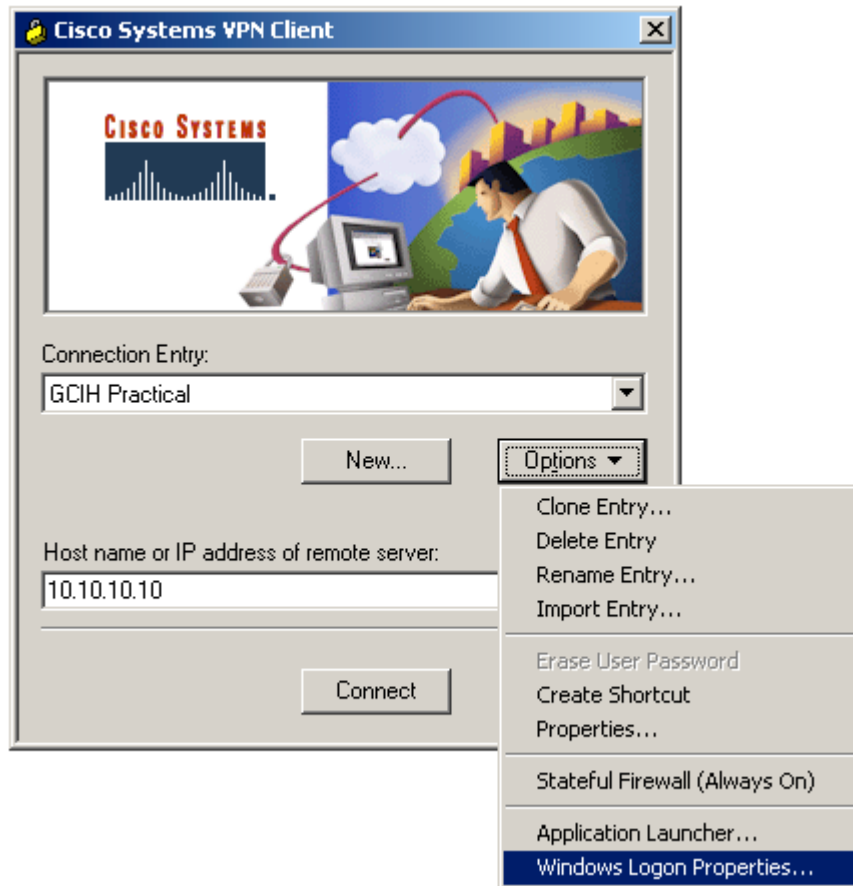 Cisco Systems VPN Client
CISCO SYSTEMS
Connection Entry:
GCIH Practical
New...
Options
Clone Entry...
Delete Entry
Rename Entry...
Import Entry...
Host name or IP address of remote server:
10.10.10.10
Erase User Password
Create Shortcut
Connect
Properties...
Stateful Firewall (Always On)
Application Launcher...
Windows Logon Properties...